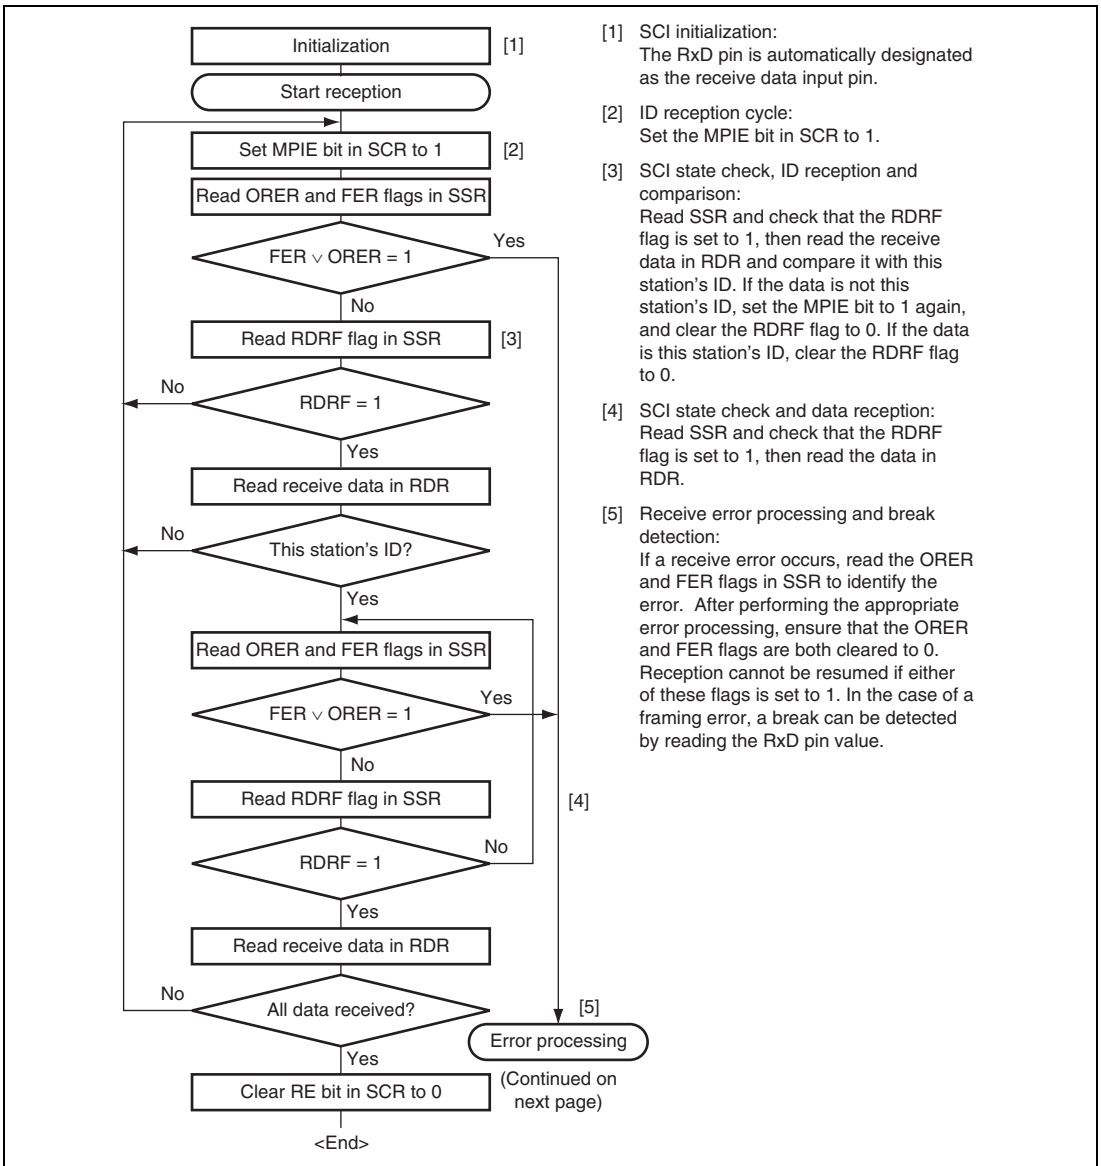 Initialization
[1]
Start reception
Set MPIE bit in SCR to 1
[2]
Read ORER and FER flags in SSR
FER ∨ ORER = 1
Yes
No
Read RDRF flag in SSR
[3]
No
RDRF = 1
Yes
Read receive data in RDR
No
This station's ID?
Yes
Read ORER and FER flags in SSR
FER ∨ ORER = 1
Yes
No
Read RDRF flag in SSR
[4]
RDRF = 1
No
Yes
Read receive data in RDR
No
All data received?
[5]
Error processing
Yes
(Continued on
next page)
Clear RE bit in SCR to 0
<End>
[1] SCI initialization:
The RxD pin is automatically designated
as the receive data input pin.
[2] ID reception cycle:
Set the MPIE bit in SCR to 1.
[3] SCI state check, ID reception and
comparison:
Read SSR and check that the RDRF
flag is set to 1, then read the receive
data in RDR and compare it with this
station's ID. If the data is not this
station's ID, set the MPIE bit to 1 again,
and clear the RDRF flag to 0. If the data
is this station's ID, clear the RDRF flag
to 0.
[4] SCI state check and data reception:
Read SSR and check that the RDRF
flag is set to 1, then read the data in
RDR.
[5] Receive error processing and break
detection:
If a receive error occurs, read the ORER
and FER flags in SSR to identify the
error. After performing the appropriate
error processing, ensure that the ORER
and FER flags are both cleared to 0.
Reception cannot be resumed if either
of these flags is set to 1. In the case of a
framing error, a break can be detected
by reading the RxD pin value.